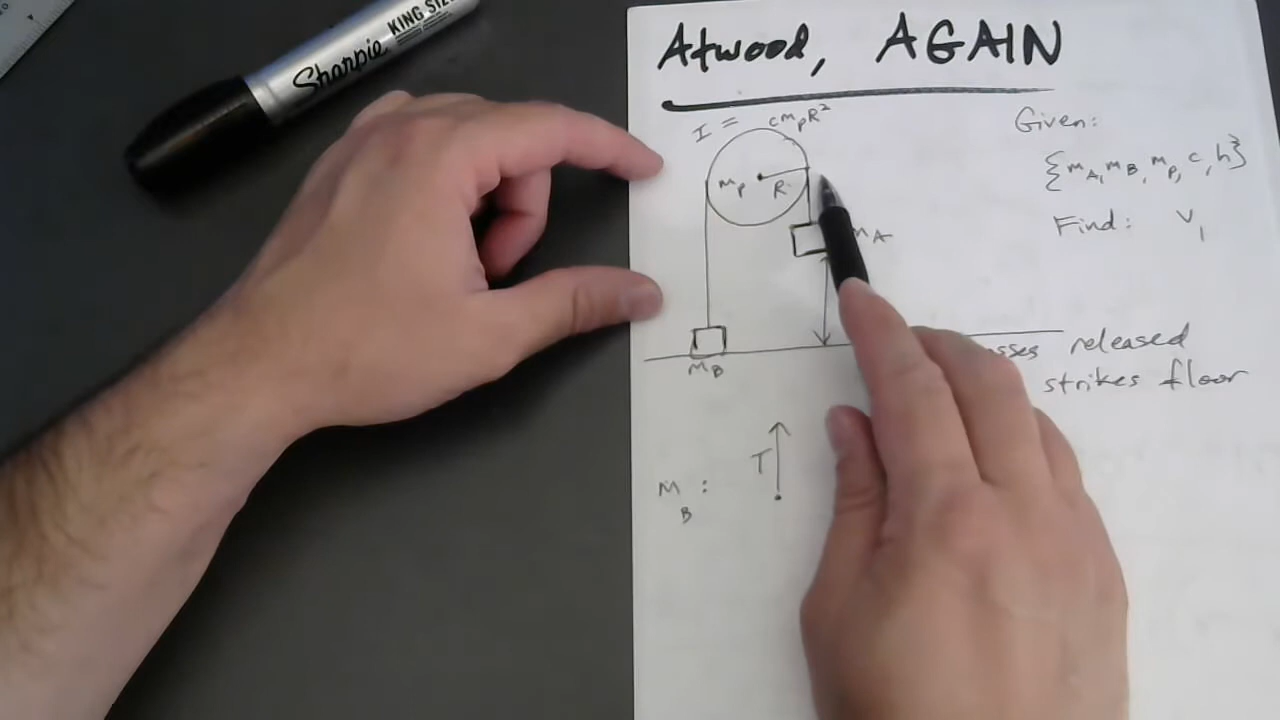 KING SIZE
Sharpie
Atwood, AGAIN
I = cm_pR²
Given:
{m_A, m_B, m_p, c, h}
m_p
R
Find: v_1
m_A
released
strikes floor
m_B
T
m_B :